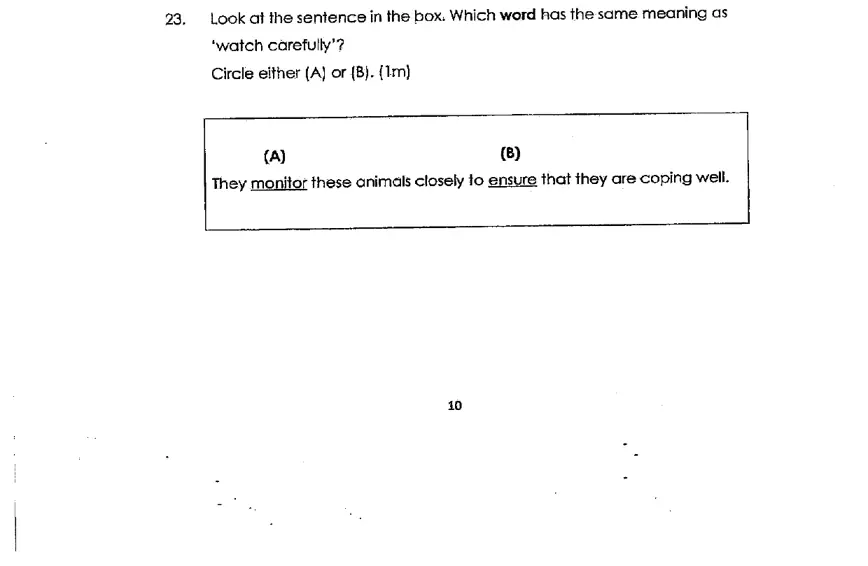 23. Look at the sentence in the box. Which word has the same meaning as
'watch carefully'?
Circle either (A) or (B). (1m)
(A) (B)
They monitor these animals closely to ensure that they are coping well.
10